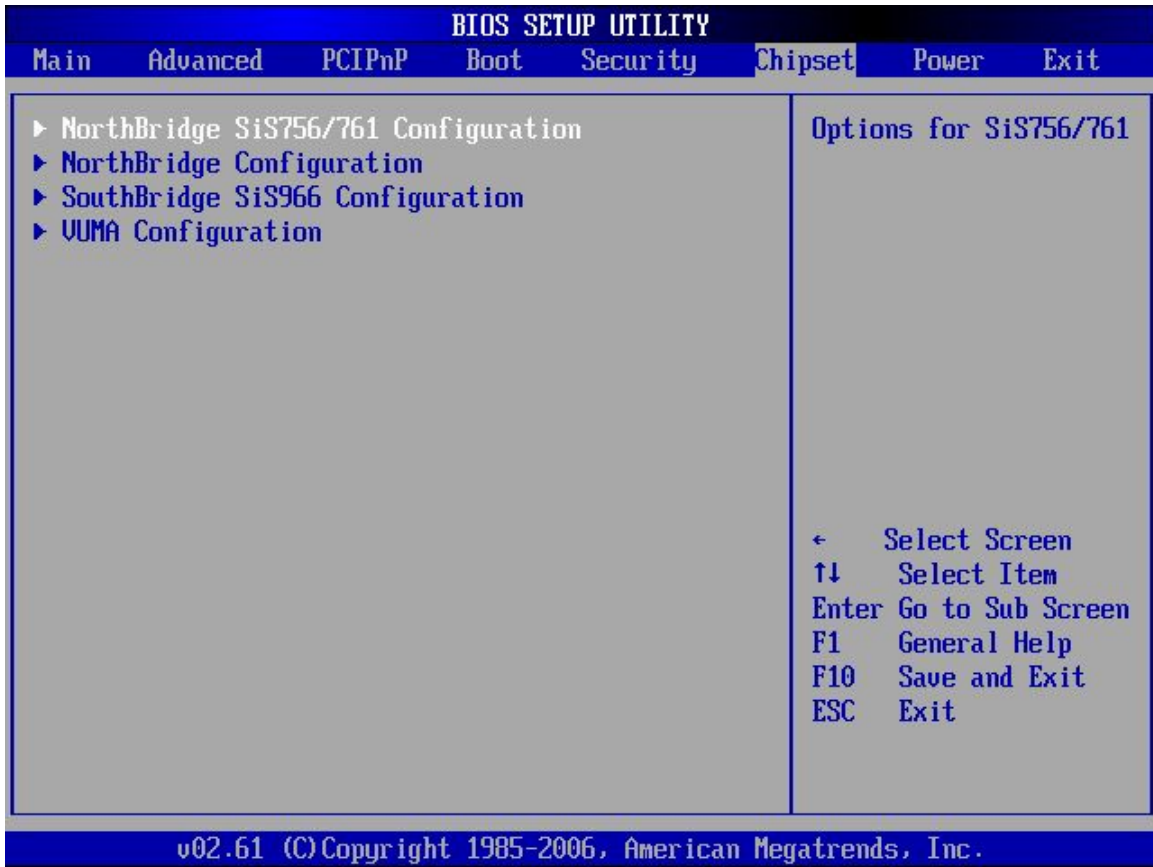 BIOS SETUP UTILITY
Main Advanced PCIPnP Boot Security Chipset Power Exit
▶ NorthBridge SiS756/761 Configuration
▶ NorthBridge Configuration
▶ SouthBridge SiS966 Configuration
▶ VUMA Configuration
Options for SiS756/761
← Select Screen
↑↓ Select Item
Enter Go to Sub Screen
F1 General Help
F10 Save and Exit
ESC Exit
v02.61 (C)Copyright 1985-2006, American Megatrends, Inc.